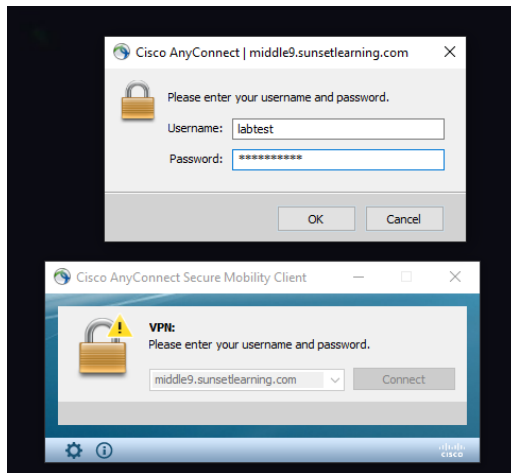 Cisco AnyConnect | middle9.sunsetlearning.com
Please enter your username and password.
Username: labtest
Password: **********
OK Cancel
Cisco AnyConnect Secure Mobility Client
VPN:
Please enter your username and password.
middle9.sunsetlearning.com Connect
CISCO